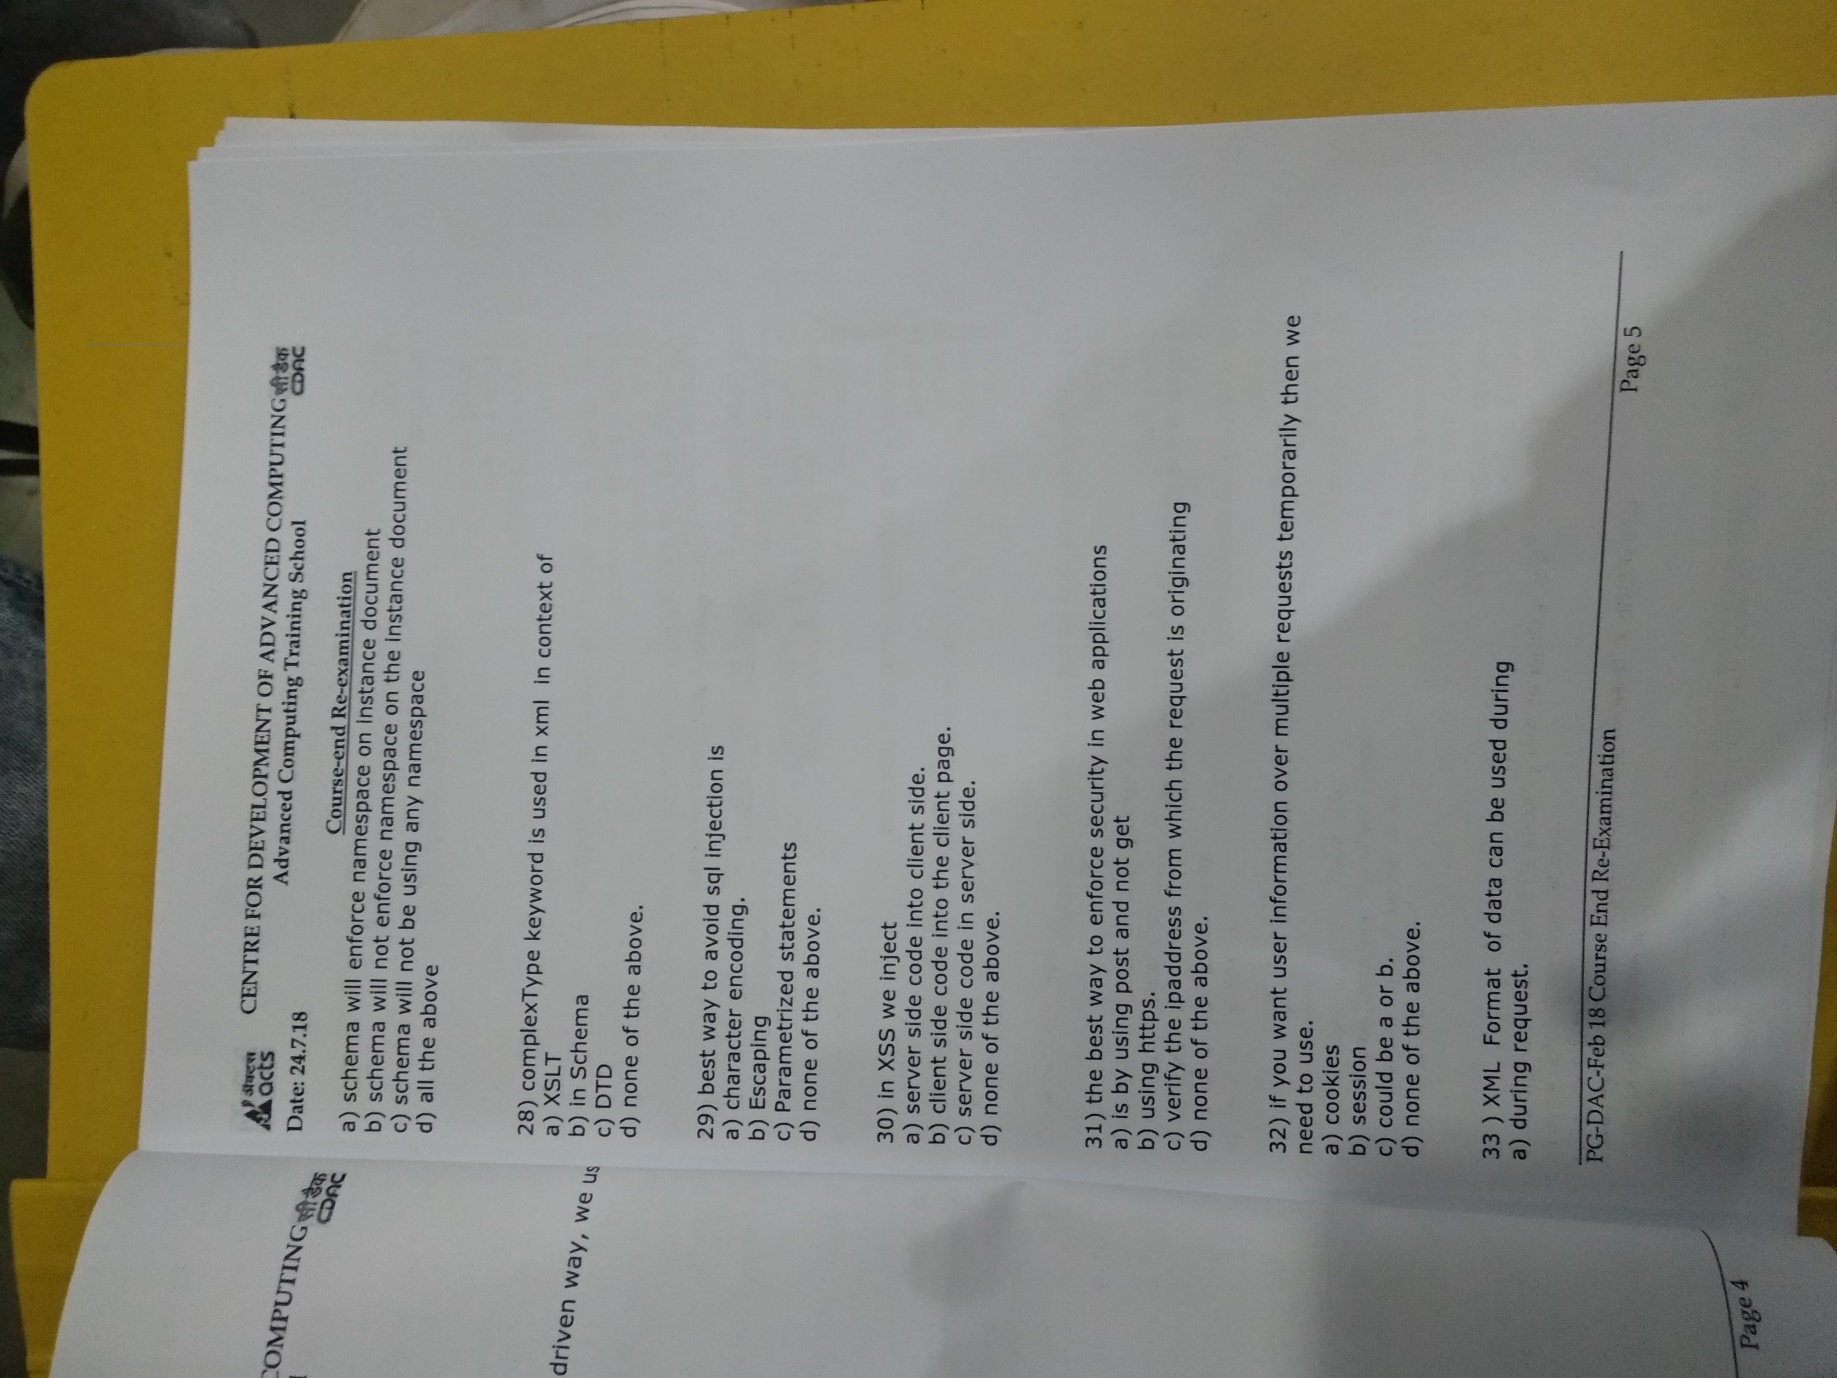 COMPUTING सी डैक
CDAC
driven way, we us
Page 4
एक्टस
acts
CENTRE FOR DEVELOPMENT OF ADVANCED COMPUTING सी डैक
CDAC
Date: 24.7.18 Advanced Computing Training School
Course-end Re-examination
a) schema will enforce namespace on instance document
b) schema will not enforce namespace on the instance document
c) schema will not be using any namespace
d) all the above
28) complexType keyword is used in xml in context of
a) XSLT
b) in Schema
c) DTD
d) none of the above.
29) best way to avoid sql injection is
a) character encoding.
b) Escaping
c) Parametrized statements
d) none of the above.
30) in XSS we inject
a) server side code into client side.
b) client side code into the client page.
c) server side code in server side.
d) none of the above.
31) the best way to enforce security in web applications
a) is by using post and not get
b) using https.
c) verify the ipaddress from which the request is originating
d) none of the above.
32) if you want user information over multiple requests temporarily then we
need to use.
a) cookies
b) session
c) could be a or b.
d) none of the above.
33 ) XML Format of data can be used during
a) during request.
PG-DAC-Feb 18 Course End Re-Examination
Page 5